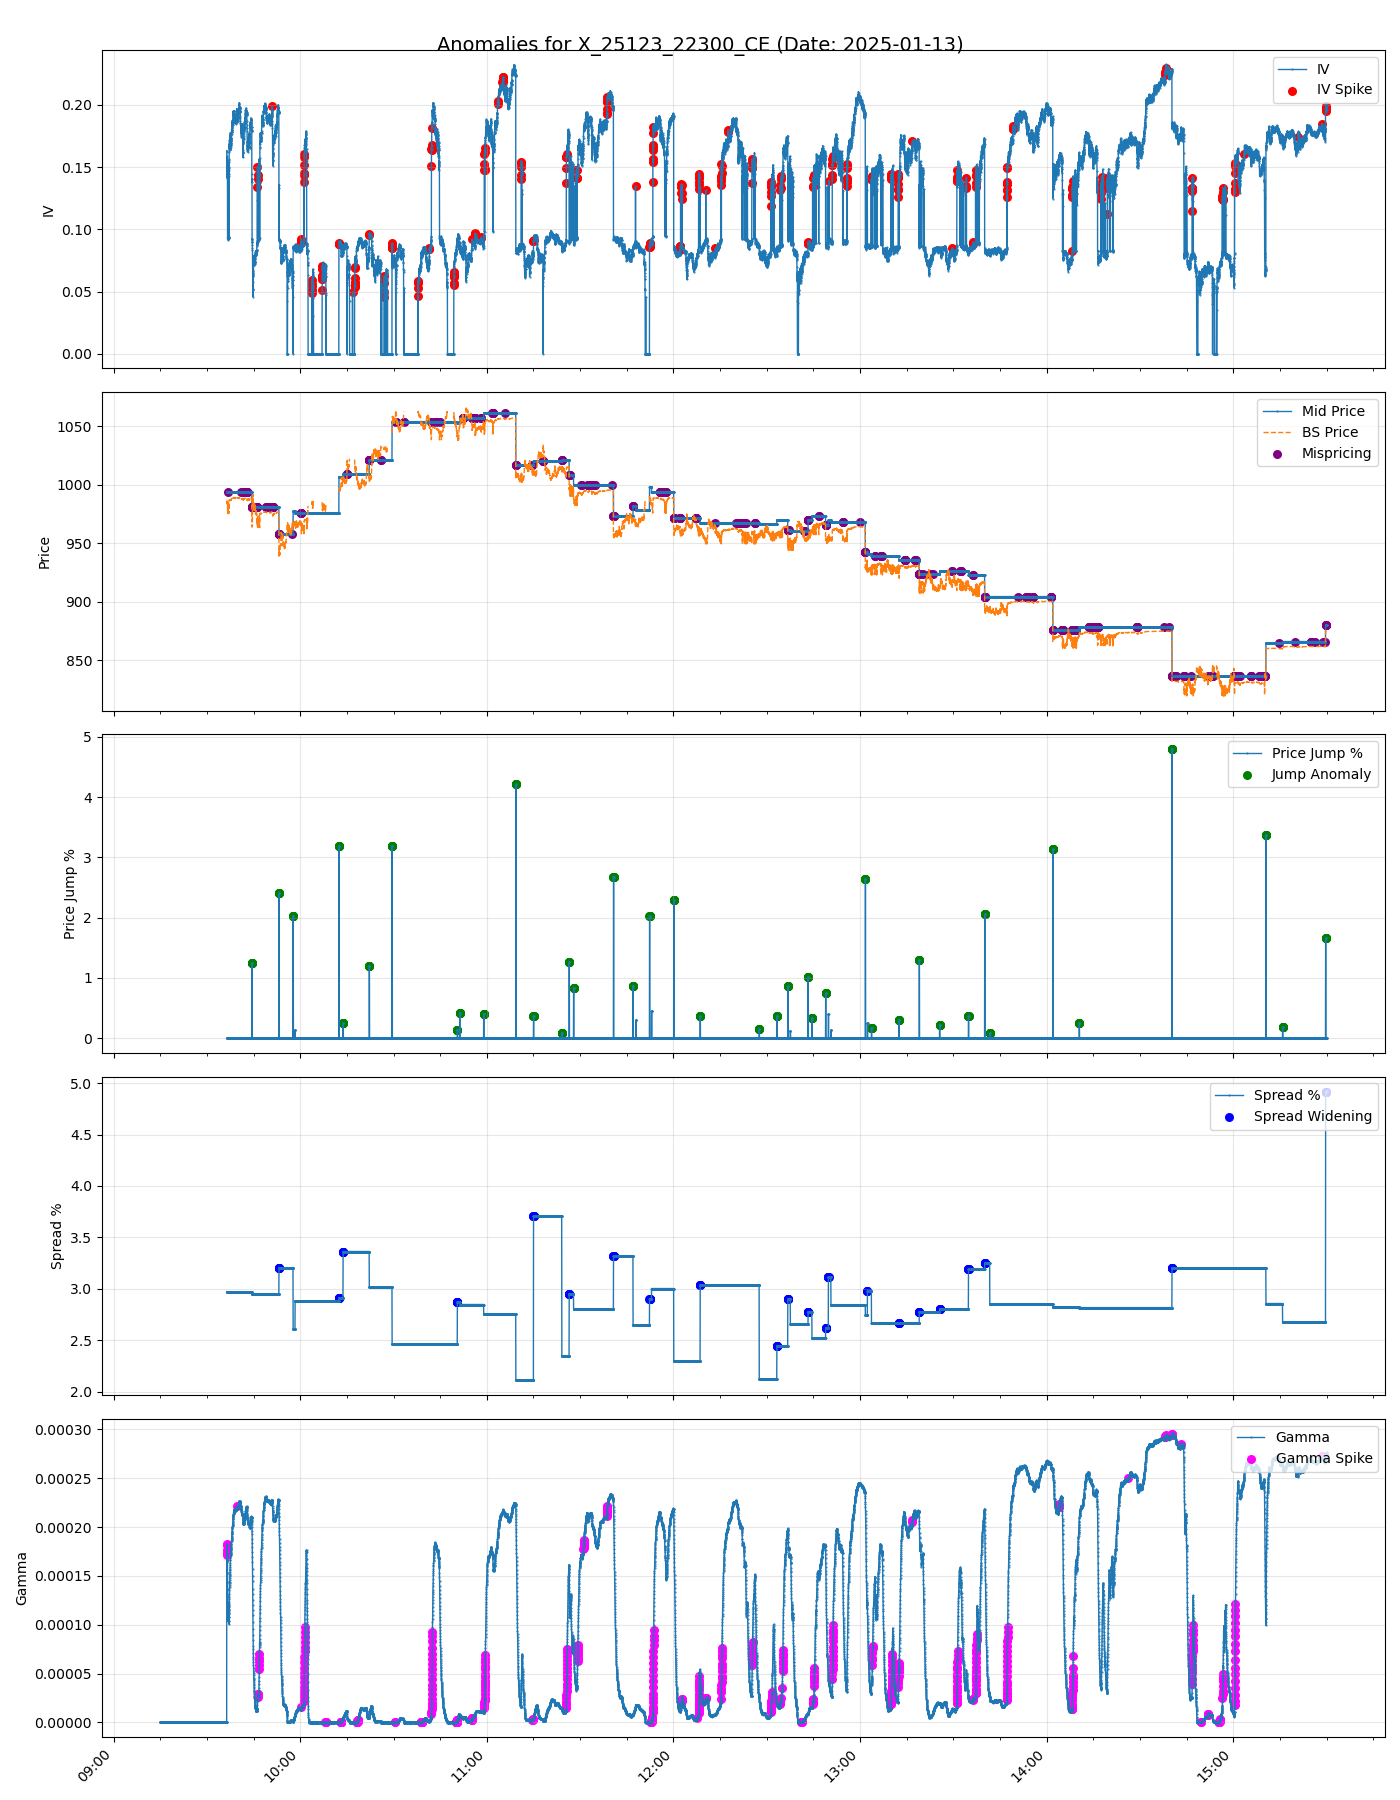 Anomalies for X_25123_22300_CE (Date: 2025-01-13)
IV
IV Spike
0.20
0.15
0.10
0.05
0.00
IV
Mid Price
BS Price
Mispricing
1050
1000
950
900
850
Price
Price Jump %
Jump Anomaly
5
4
3
2
1
0
Price Jump %
Spread %
Spread Widening
5.0
4.5
4.0
3.5
3.0
2.5
2.0
Spread %
Gamma
Gamma Spike
0.00030
0.00025
0.00020
0.00015
0.00010
0.00005
0.00000
Gamma
09:00
10:00
11:00
12:00
13:00
14:00
15:00